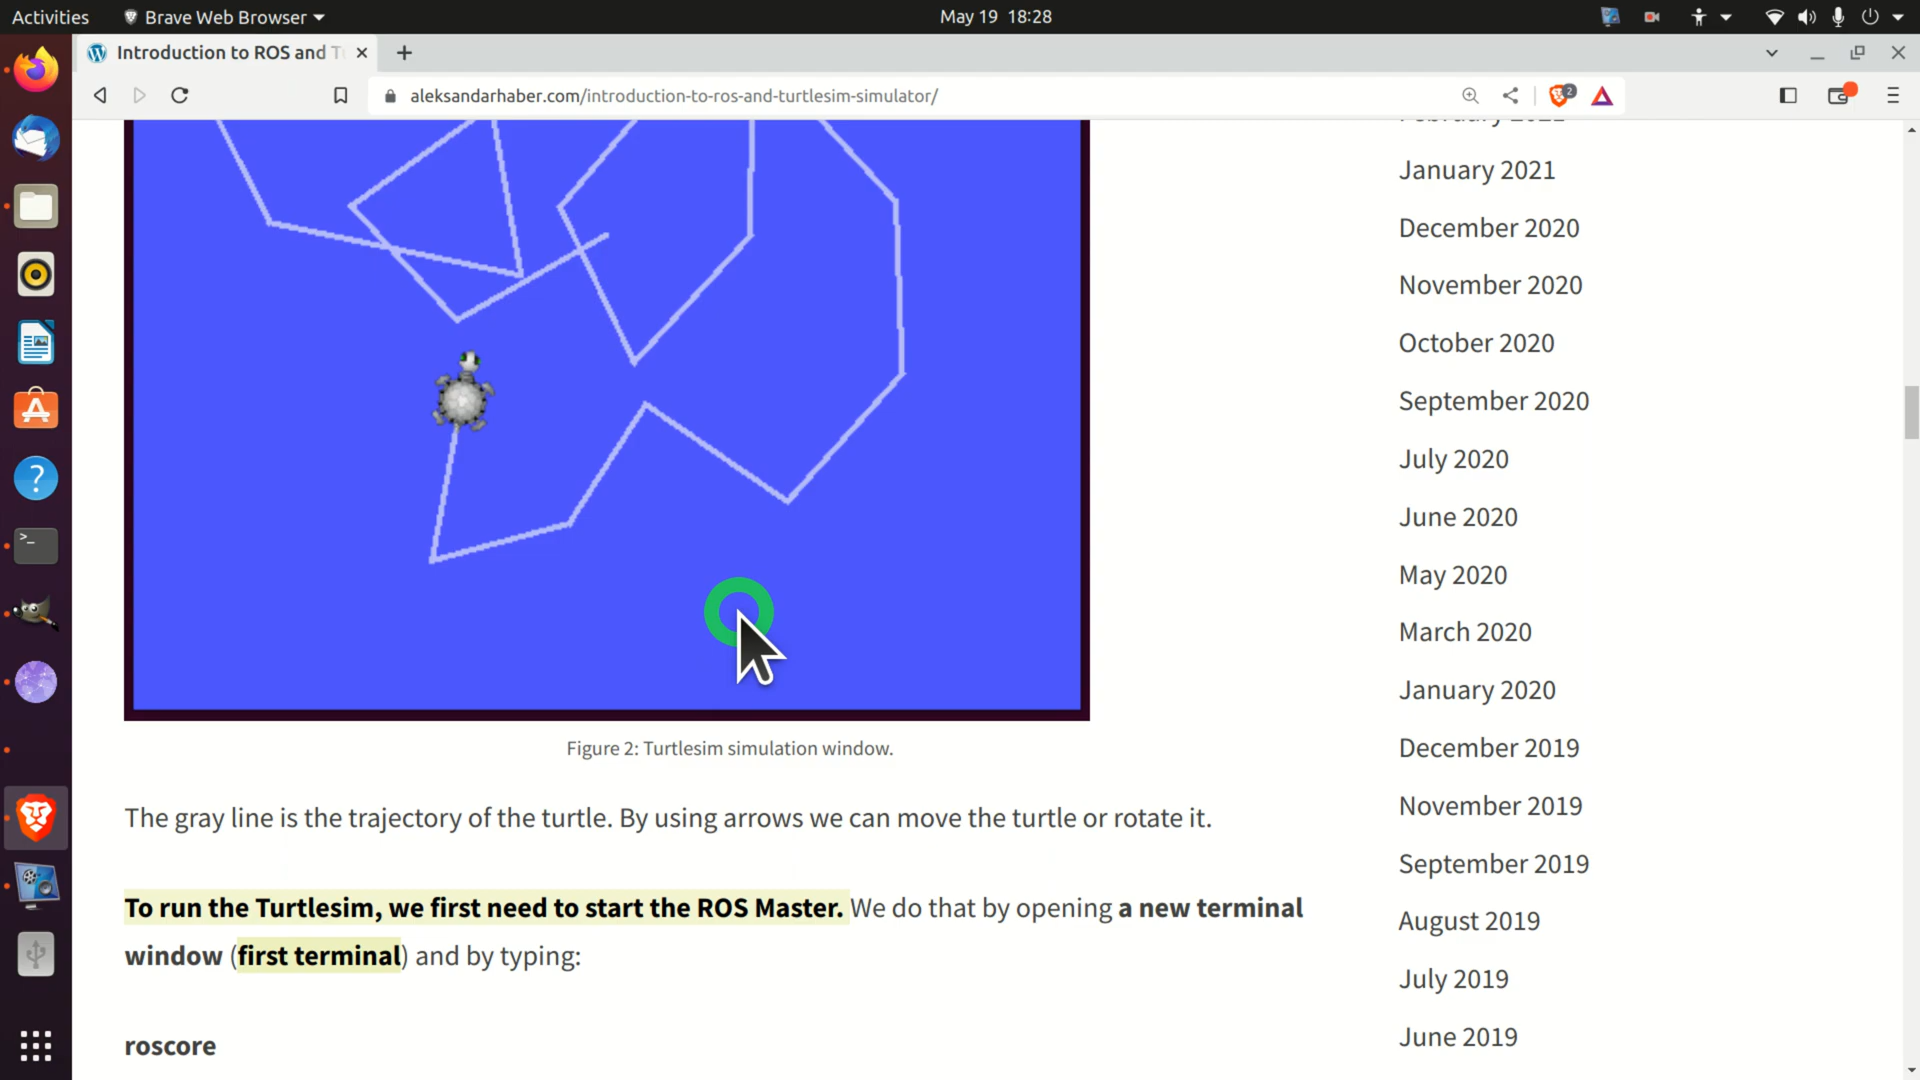 Activities
Brave Web Browser
May 19 18:28
Introduction to ROS and T
aleksandarhaber.com/introduction-to-ros-and-turtlesim-simulator/
2
Figure 2: Turtlesim simulation window.
The gray line is the trajectory of the turtle. By using arrows we can move the turtle or rotate it.
To run the Turtlesim, we first need to start the ROS Master. We do that by opening a new terminal
window (first terminal) and by typing:
roscore
February 2021
January 2021
December 2020
November 2020
October 2020
September 2020
July 2020
June 2020
May 2020
March 2020
January 2020
December 2019
November 2019
September 2019
August 2019
July 2019
June 2019